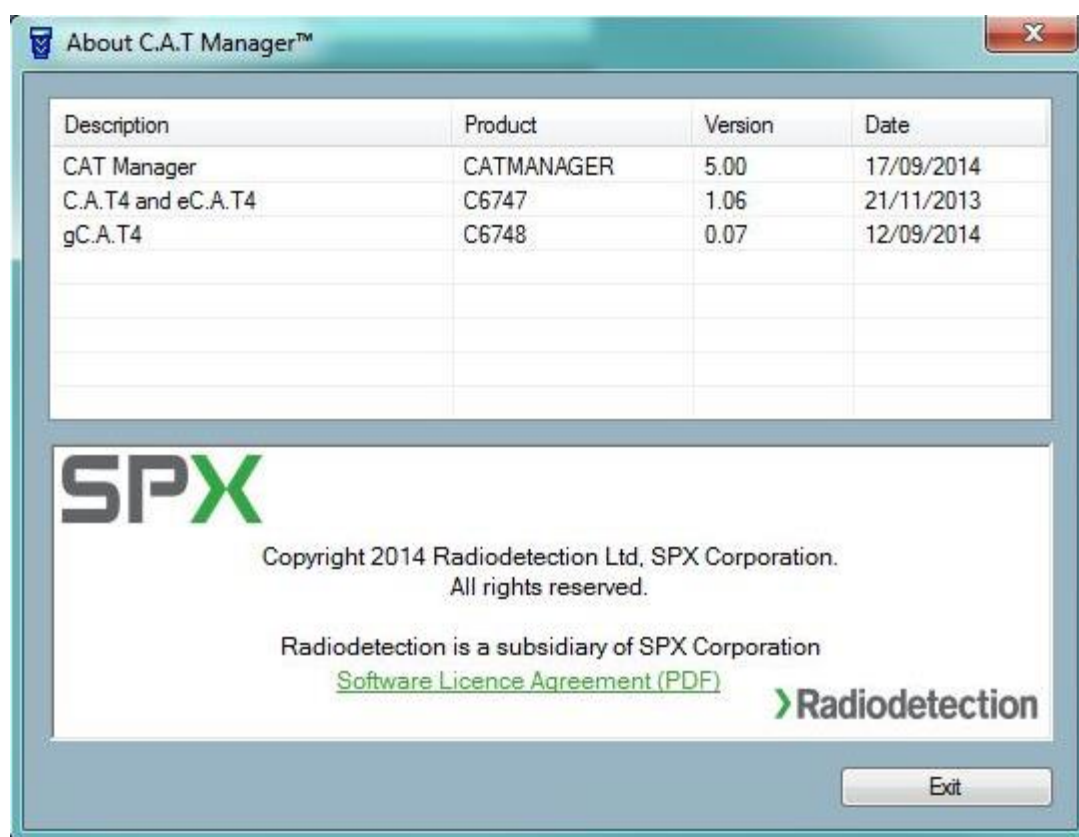 About C.A.T Manager™
Description Product Version Date
CAT Manager CATMANAGER 5.00 17/09/2014
C.A.T4 and eC.A.T4 C6747 1.06 21/11/2013
gC.A.T4 C6748 0.07 12/09/2014
SPX
Copyright 2014 Radiodetection Ltd, SPX Corporation.
All rights reserved.
Radiodetection is a subsidiary of SPX Corporation
Software Licence Agreement (PDF)
Radiodetection
Exit